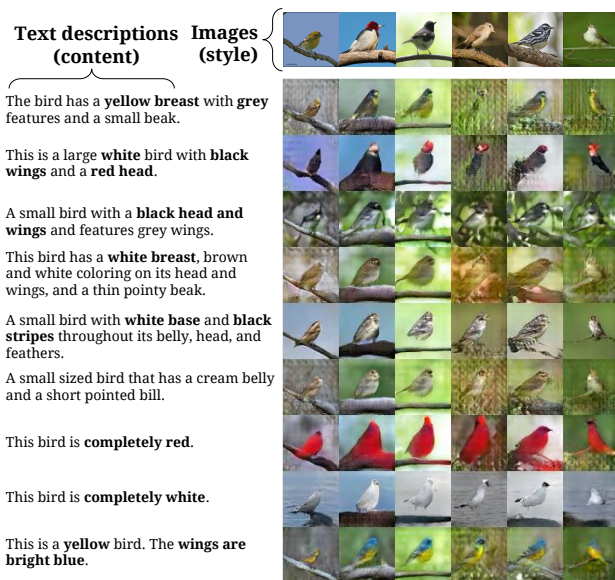 Text descriptions
(content)
Images
(style)
The bird has a yellow breast with grey
features and a small beak.
This is a large white bird with black
wings and a red head.
A small bird with a black head and
wings and features grey wings.
This bird has a white breast, brown
and white coloring on its head and
wings, and a thin pointy beak.
A small bird with white base and black
stripes throughout its belly, head, and
feathers.
A small sized bird that has a cream belly
and a short pointed bill.
This bird is completely red.
This bird is completely white.
This is a yellow bird. The wings are
bright blue.